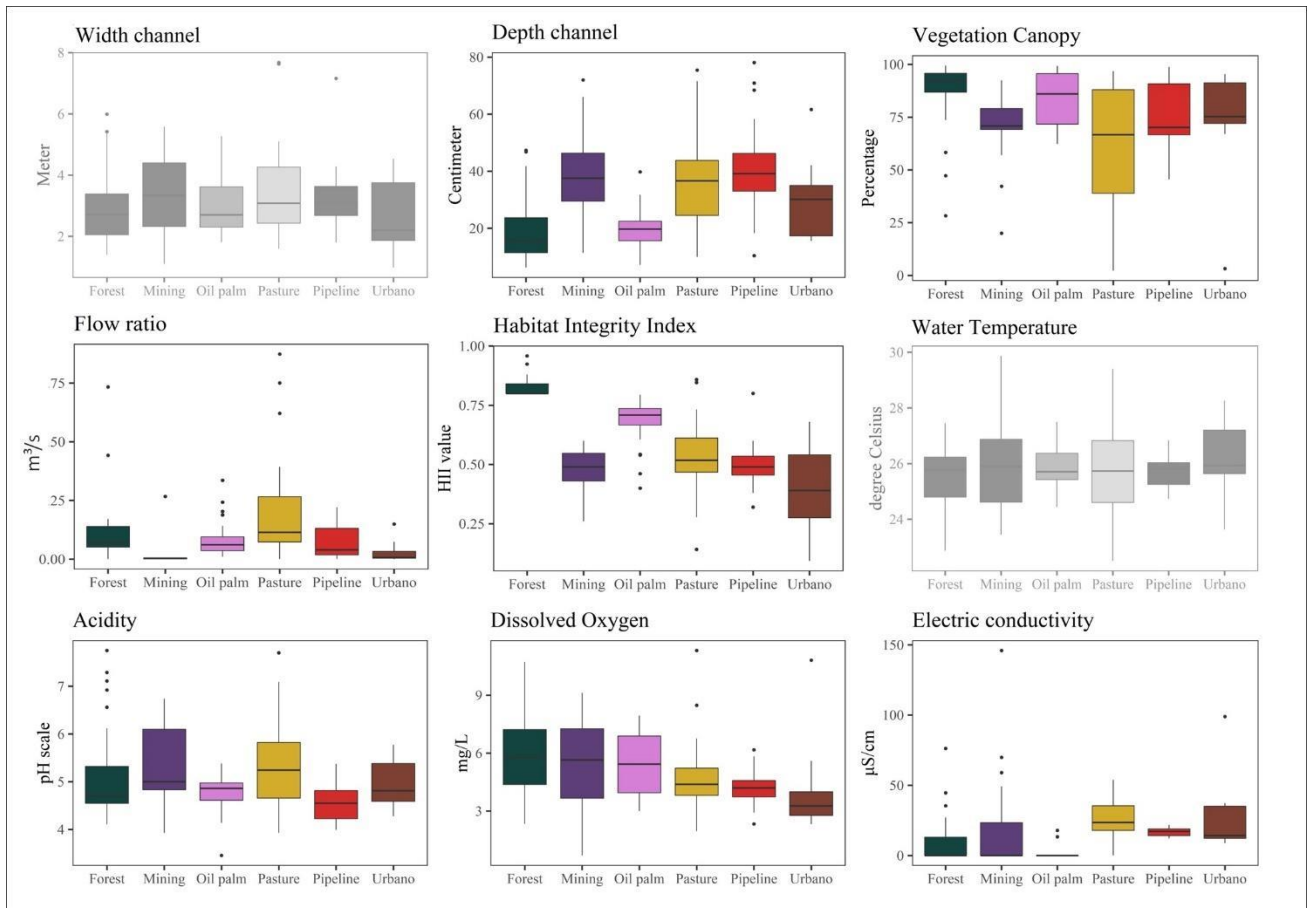 Width channel
Meter
8
6
4
2
Forest Mining Oil palm Pasture Pipeline Urbano
Depth channel
Centimeter
80
60
40
20
Forest Mining Oil palm Pasture Pipeline Urbano
Vegetation Canopy
Percentage
100
75
50
25
0
Forest Mining Oil palm Pasture Pipeline Urbano
Flow ratio
m³/s
.75
50
.25
0.00
Forest Mining Oil palm Pasture Pipeline Urbano
Habitat Integrity Index
HII value
1.00
0.75
0.50
0.25
Forest Mining Oil palm Pasture Pipeline Urbano
Water Temperature
degree Celsius
30
28
26
24
Forest Mining Oil palm Pasture Pipeline Urbano
Acidity
pH scale
7
6
5
4
Forest Mining Oil palm Pasture Pipeline Urbano
Dissolved Oxygen
mg/L
9
6
3
Forest Mining Oil palm Pasture Pipeline Urbano
Electric conductivity
µS/cm
150
100
50
0
Forest Mining Oil palm Pasture Pipeline Urbano